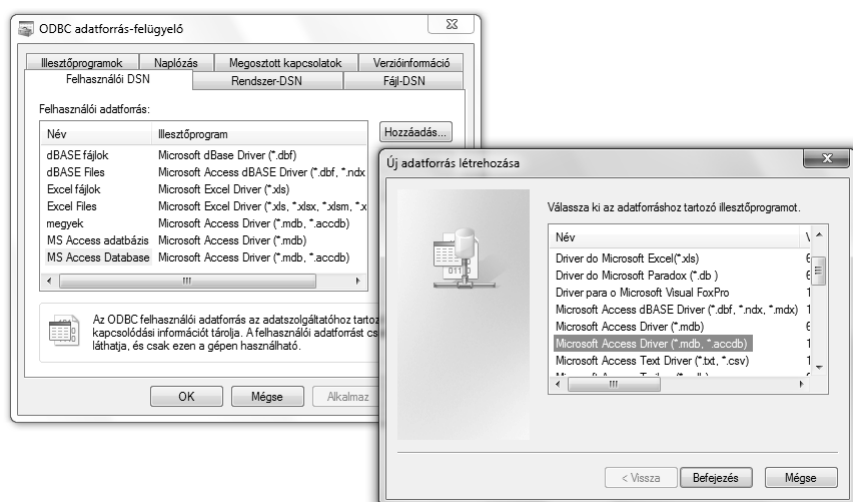 ODBC adatforrás-felügyelő
Illesztőprogramok Naplózás Megosztott kapcsolatok Verzióinformáció
Felhasználói DSN Rendszer-DSN Fájl-DSN
Felhasználói adatforrás:
Név Illesztőprogram
dBASE fájlok Microsoft dBase Driver (*.dbf)
dBASE Files Microsoft Access dBASE Driver (*.dbf, *.ndx
Excel fájlok Microsoft Excel Driver (*.xls)
Excel Files Microsoft Excel Driver (*.xls, *.xlsx, *.xlsm, *.x
megyek Microsoft Access Driver (*.mdb, *.accdb)
MS Access adatbázis Microsoft Access Driver (*.mdb)
MS Access Database Microsoft Access Driver (*.mdb, *.accdb)
Hozzáadás...
Az ODBC felhasználói adatforrás az adatszolgáltatóhoz
kapcsolódási információt tárolja. A felhasználói adatforrást
láthatja, és csak ezen a gépen használható.
OK Mégse Alkalmaz
Új adatforrás létrehozása
Válassza ki az adatforráshoz tartozó illesztőprogramot.
Név
Driver do Microsoft Excel(*.xls)
Driver do Microsoft Paradox (*.db )
Driver para o Microsoft Visual FoxPro
Microsoft Access dBASE Driver (*.dbf, *.ndx, *.mdx)
Microsoft Access Driver (*.mdb)
Microsoft Access Driver (*.mdb, *.accdb)
Microsoft Access Text Driver (*.txt, *.csv)
< Vissza Befejezés Mégse